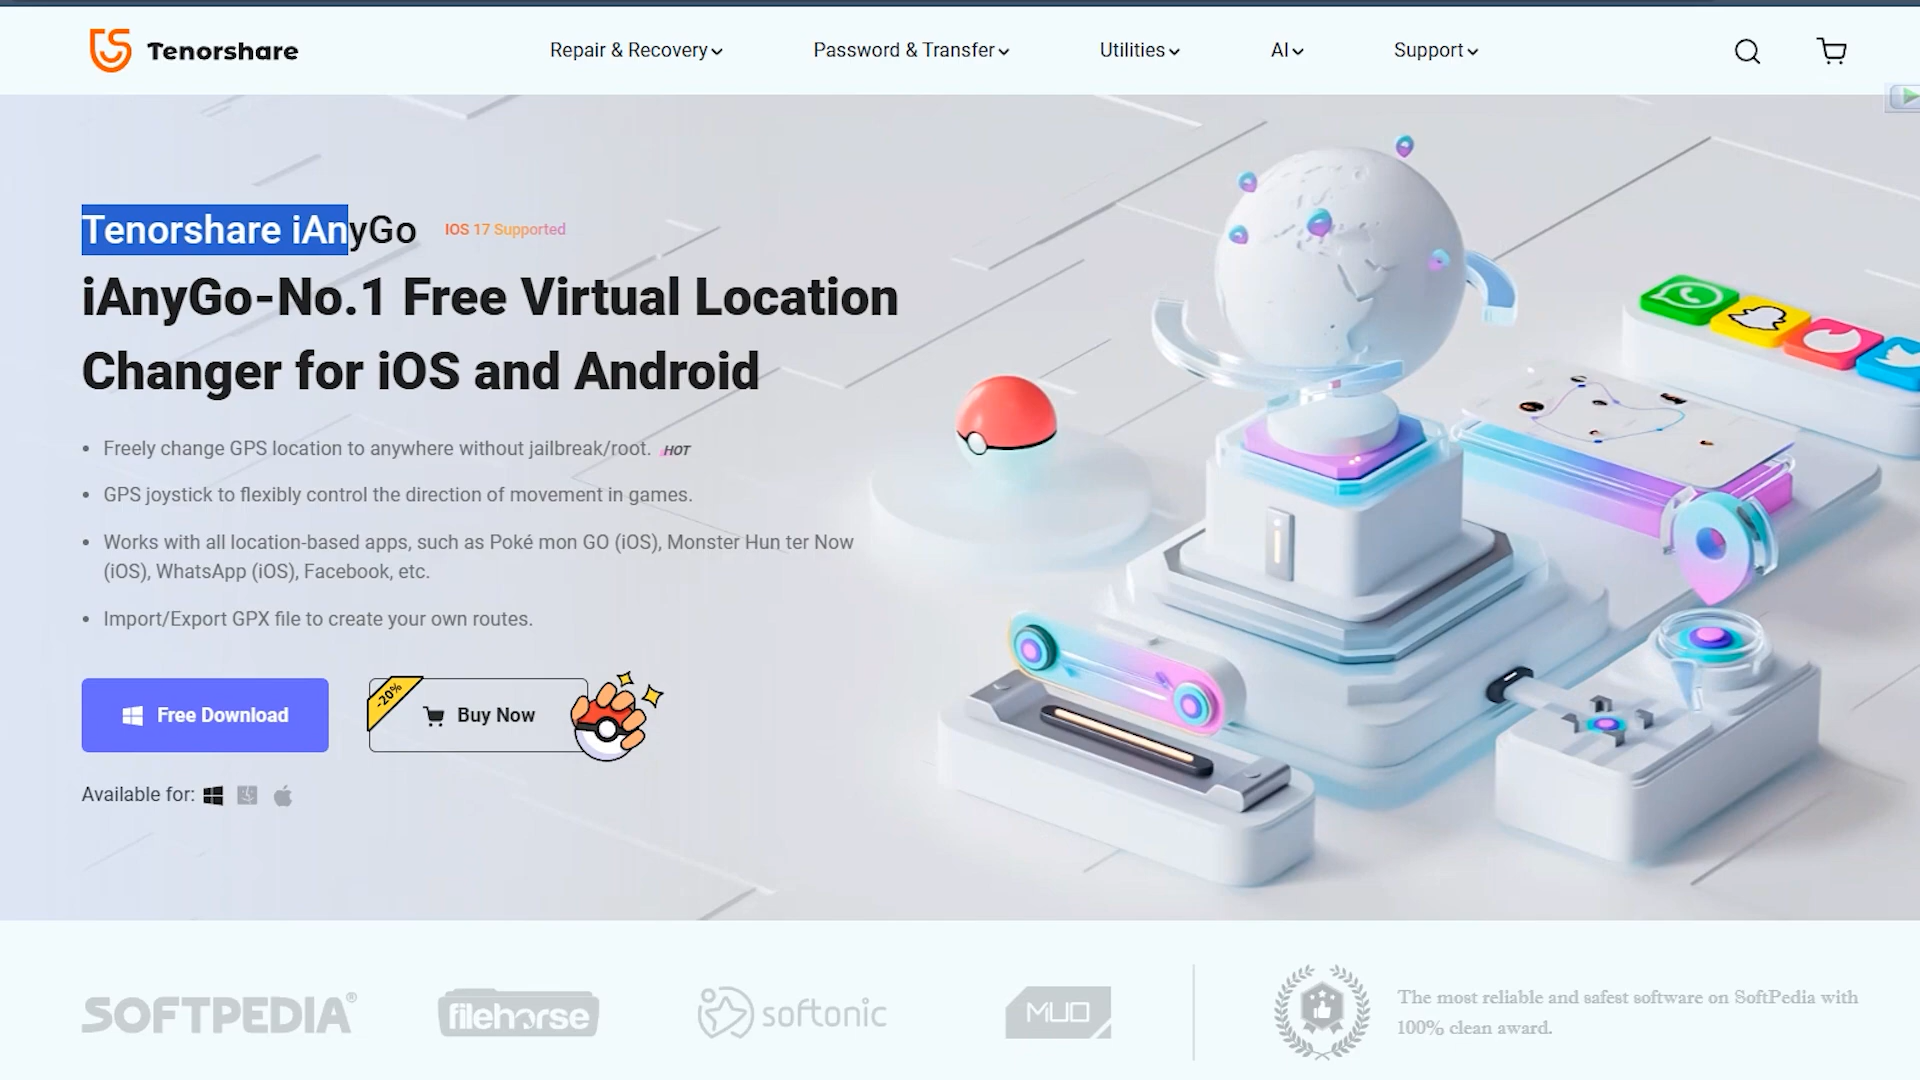 Tenorshare
Repair & Recovery
Password & Transfer
Utilities
AI
Support
Tenorshare iAnyGo
IOS 17 Supported
iAnyGo-No.1 Free Virtual Location
Changer for iOS and Android
Freely change GPS location to anywhere without jailbreak/root. HOT
GPS joystick to flexibly control the direction of movement in games.
Works with all location-based apps, such as Poké mon GO (iOS), Monster Hun ter Now
(iOS), WhatsApp (iOS), Facebook, etc.
Import/Export GPX file to create your own routes.
Free Download
-20%
Buy Now
Available for:
SOFTPEDIA®
filehorse
softonic
MUO
The most reliable and safest software on SoftPedia with
100% clean award.